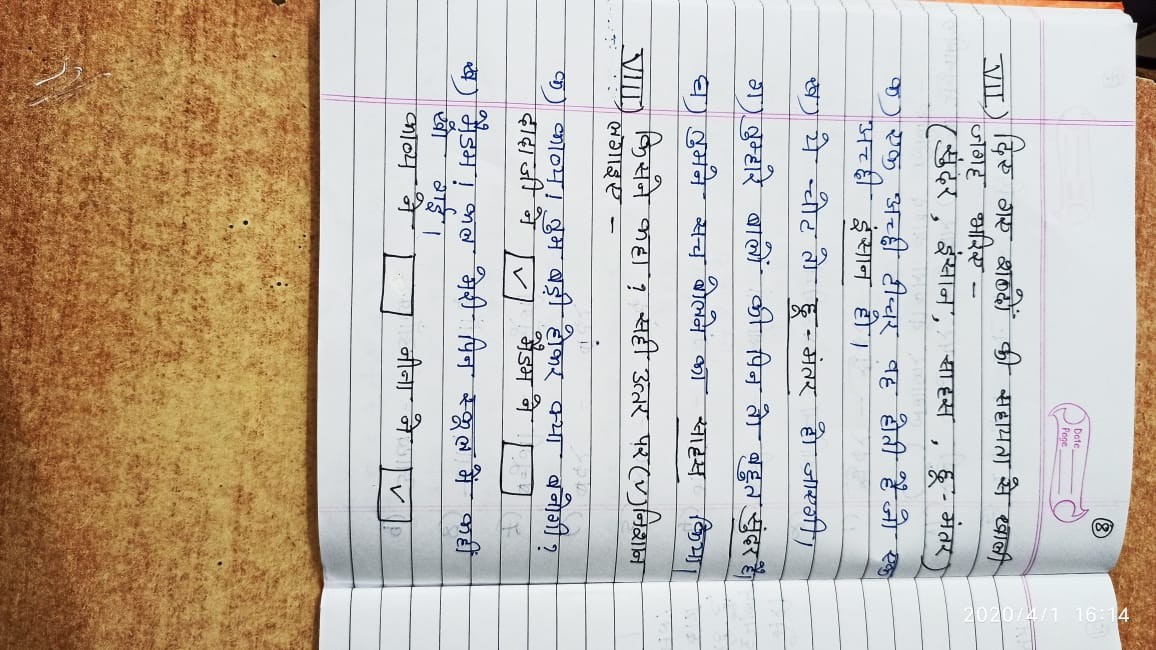 ⑧
Date
Page
VII) दिए गए शब्दों की सहायता से खाली
जगह भरिए –
(सुंदर, इंसान, साहस, छू-मंतर)
क) एक अच्छी टीचर वह होती है जो एक
अच्छी इंसान हो।
ख) ये चोट तो छू-मंतर हो जाएगी।
ग) तुम्हारे बालों की पिन तो बहुत सुंदर है।
घ) तुमने सच बोलने का साहस किया।
VIII) किसने कहा? सही उत्तर पर (✓) निशान
लगाइए –
क) काव्या! तुम बड़ी होकर क्या बनोगी?
दादाजी ने ✓ मैडम ने
ख) मैडम! कल मेरी पिन स्कूल में कहीं
खो गई।
काव्या ने नीना ने ✓
2020/4/1 16:14